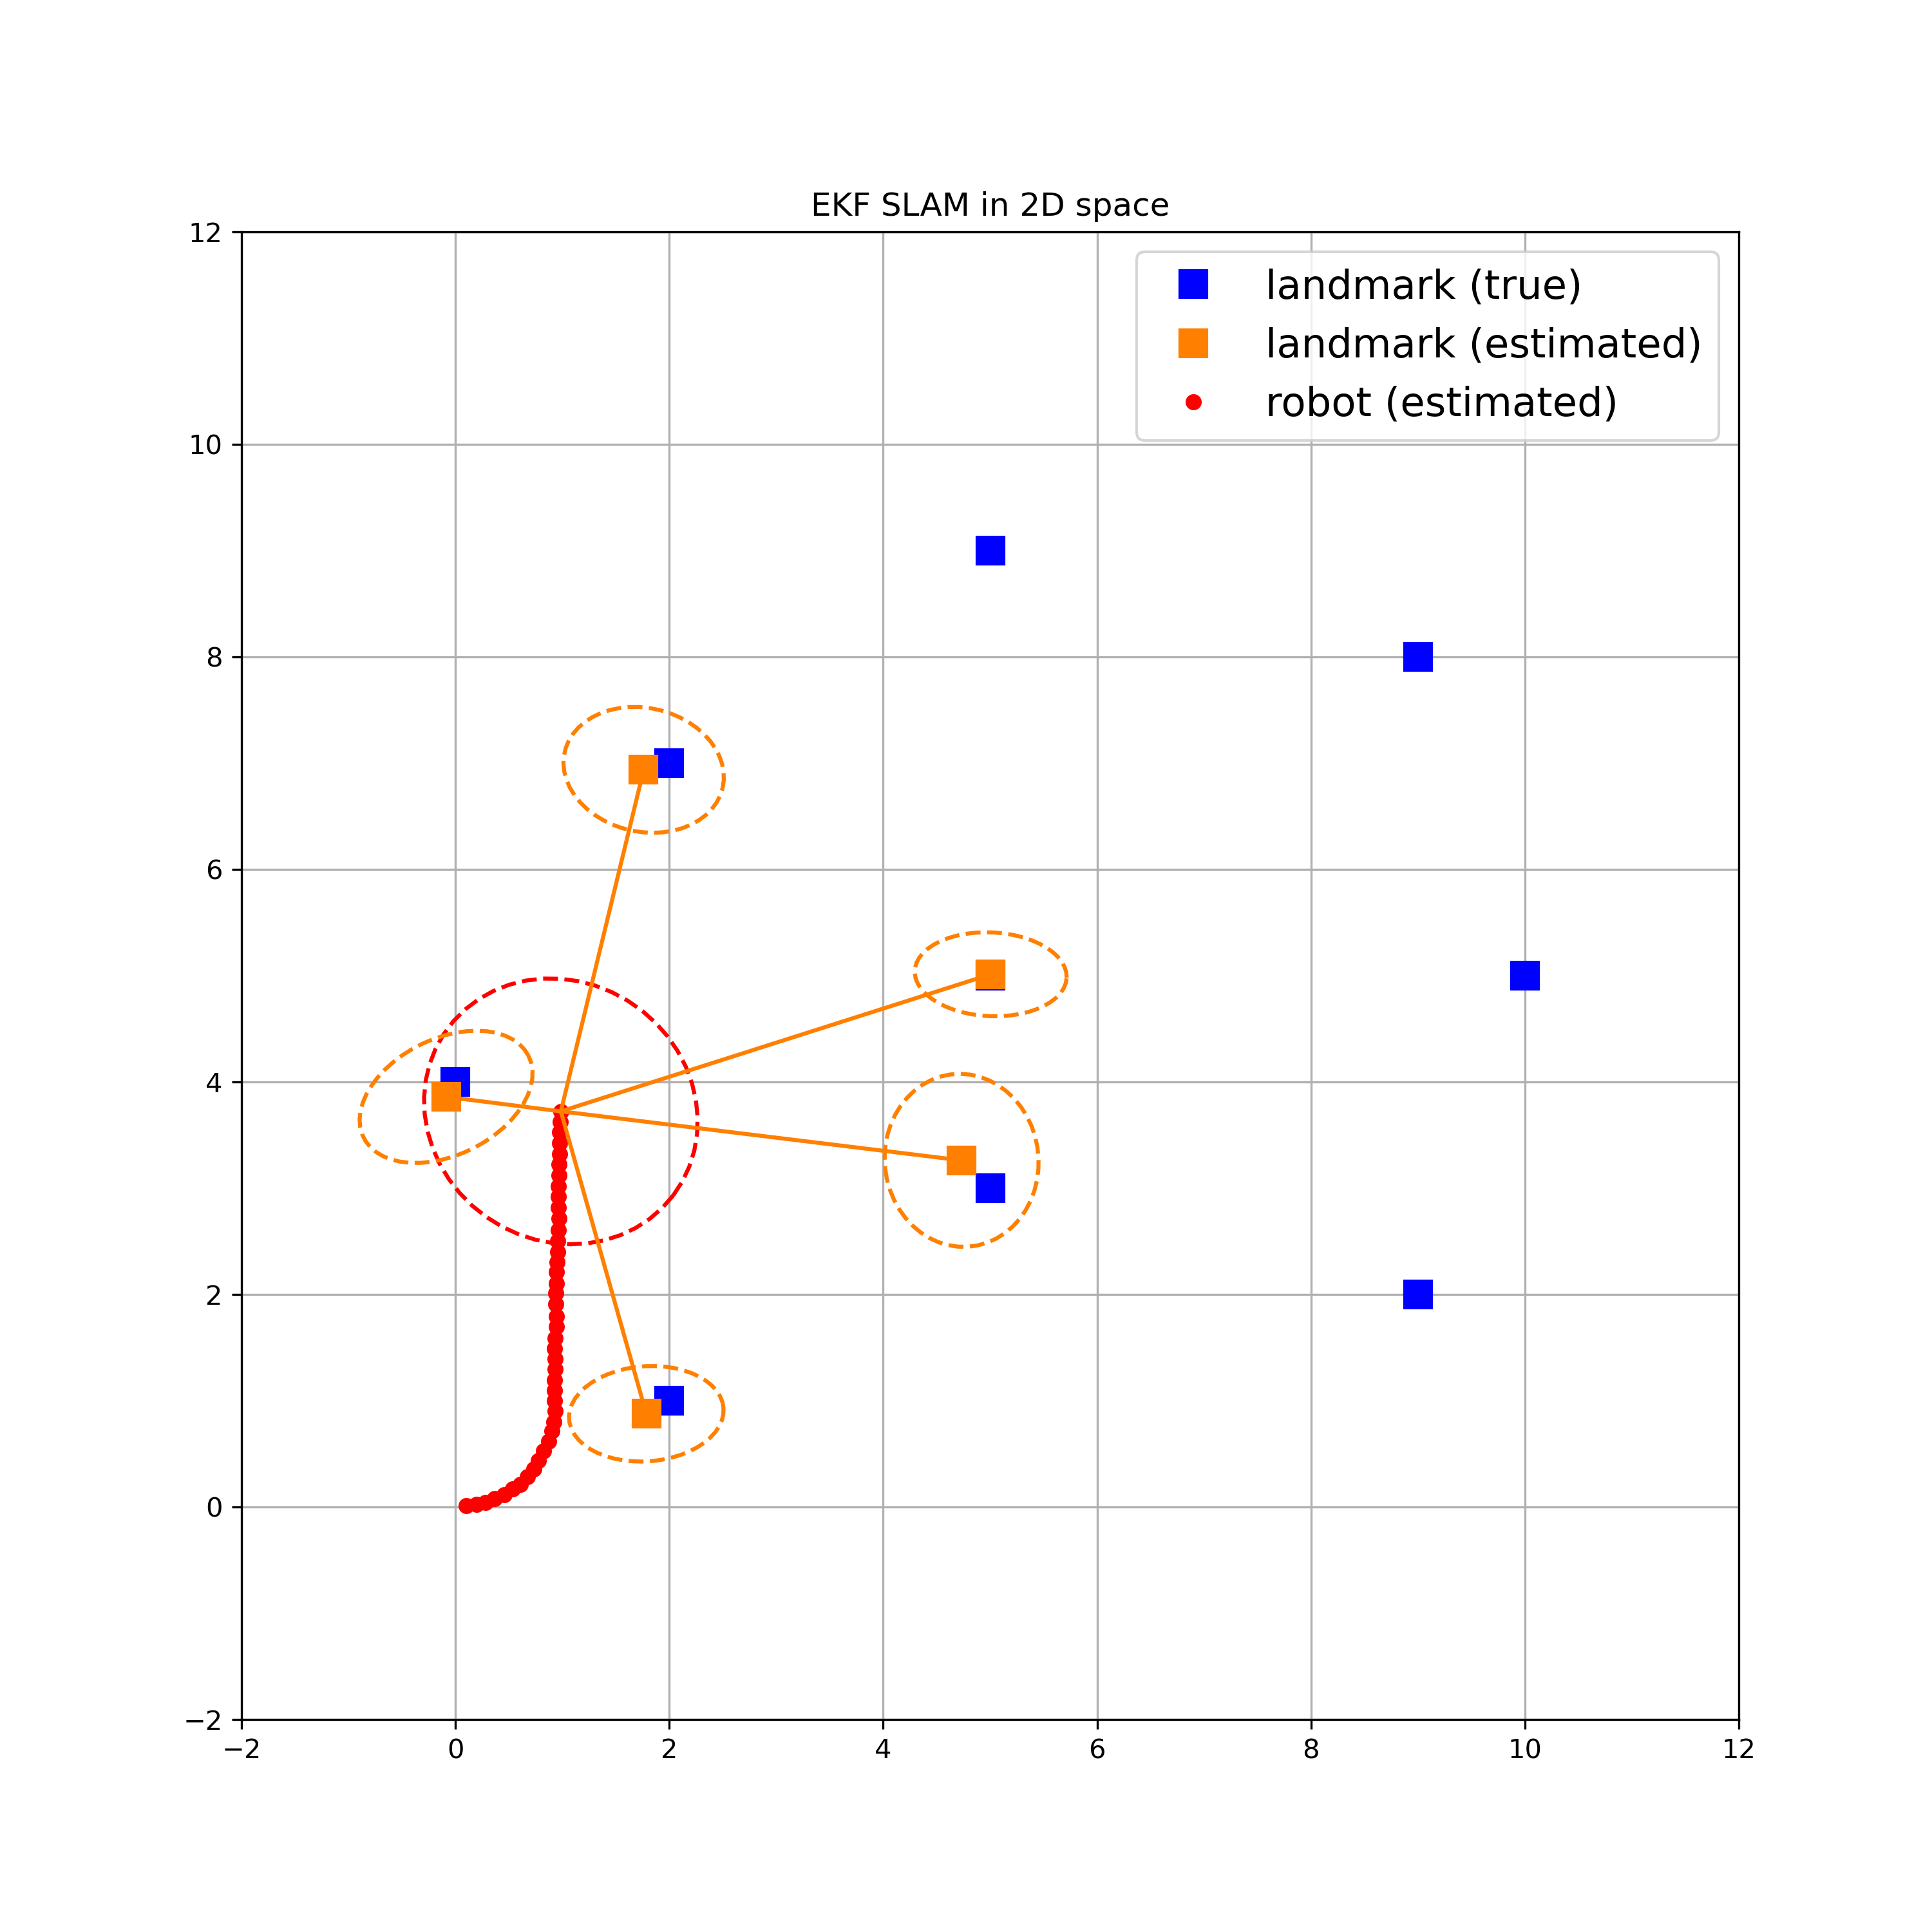 EKF SLAM in 2D space
12
landmark (true)
landmark (estimated)
robot (estimated)
10
8
6
4
2
0
−2
−2 0 2 4 6 8 10 12